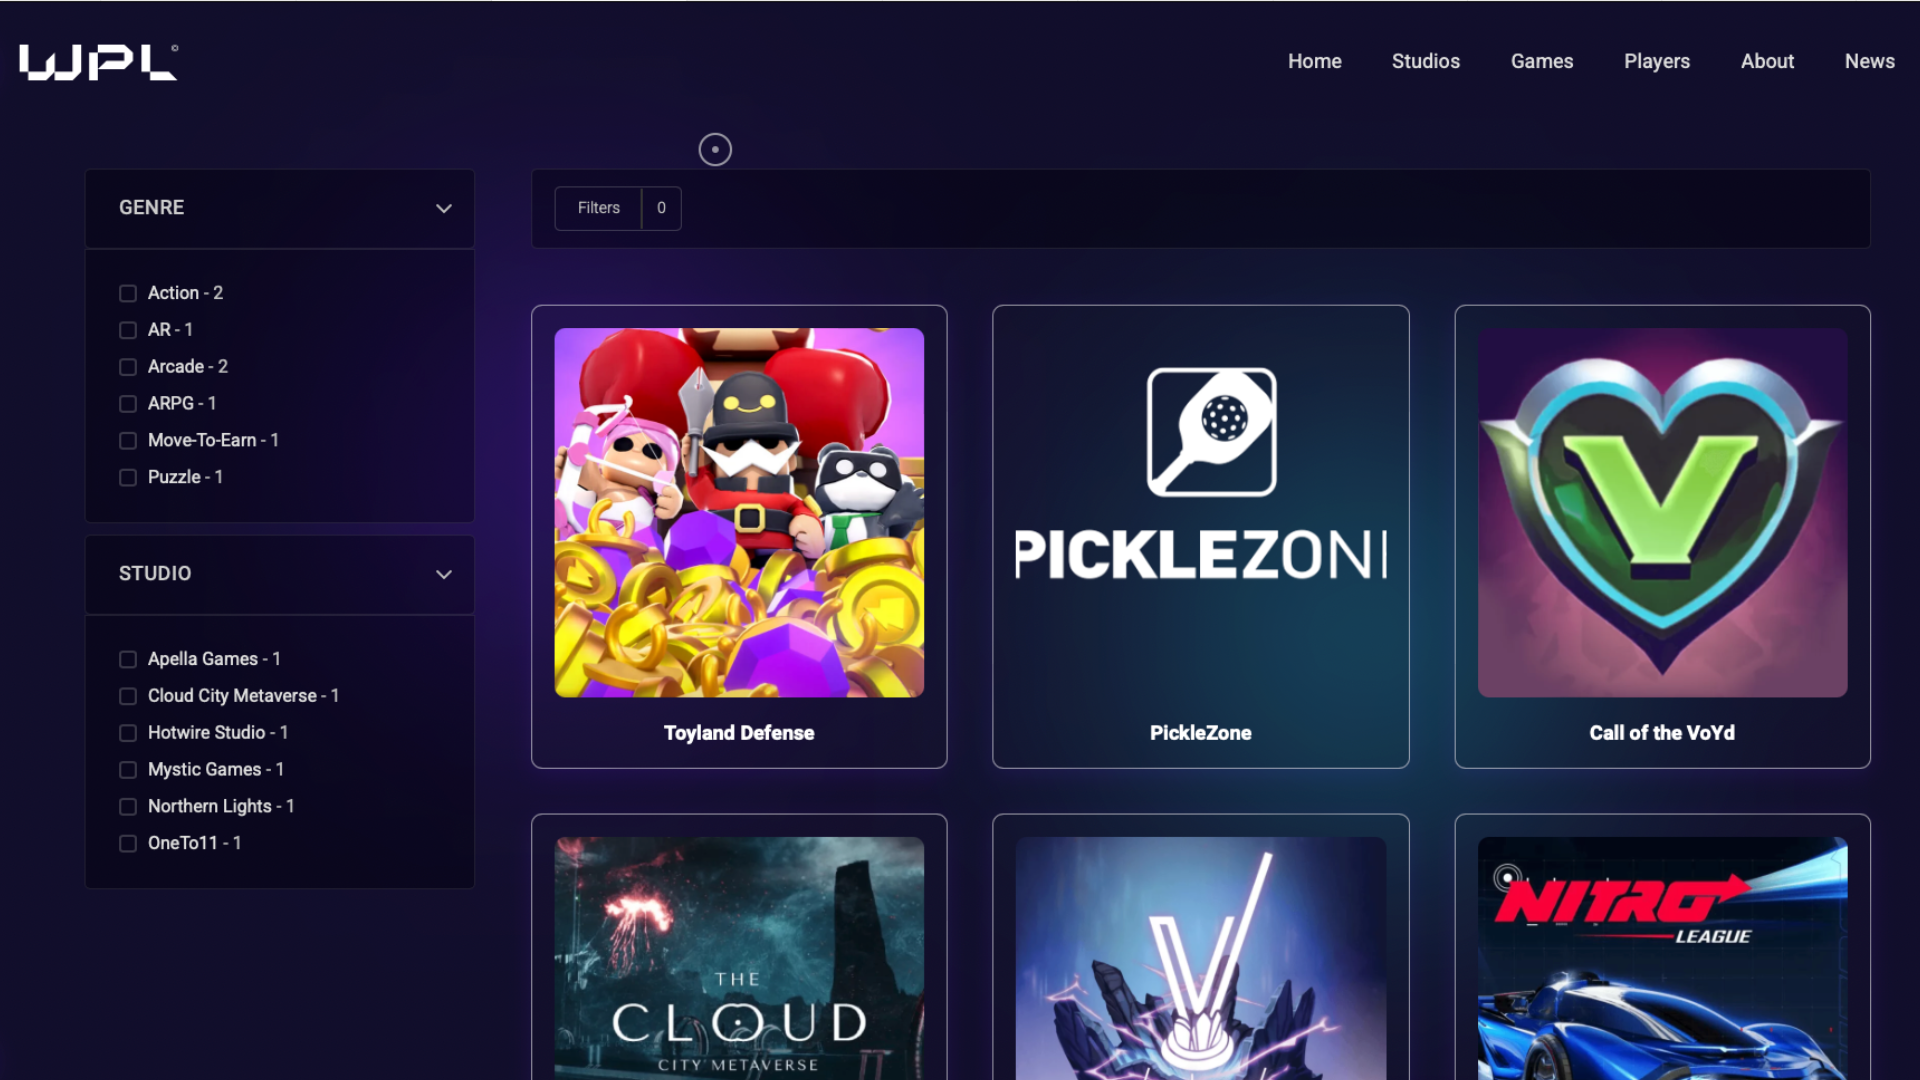 WPL
Home
Studios
Games
Players
About
News
GENRE
Action - 2
AR - 1
Arcade - 2
ARPG - 1
Move-To-Earn - 1
Puzzle - 1
STUDIO
Apella Games - 1
Cloud City Metaverse - 1
Hotwire Studio - 1
Mystic Games - 1
Northern Lights - 1
OneTo11 - 1
Filters 0
Toyland Defense
PICKLEZON
PickleZone
V
Call of the VoYd
THE
CLOUD
CITY METAVERSE
V
NITRO
LEAGUE